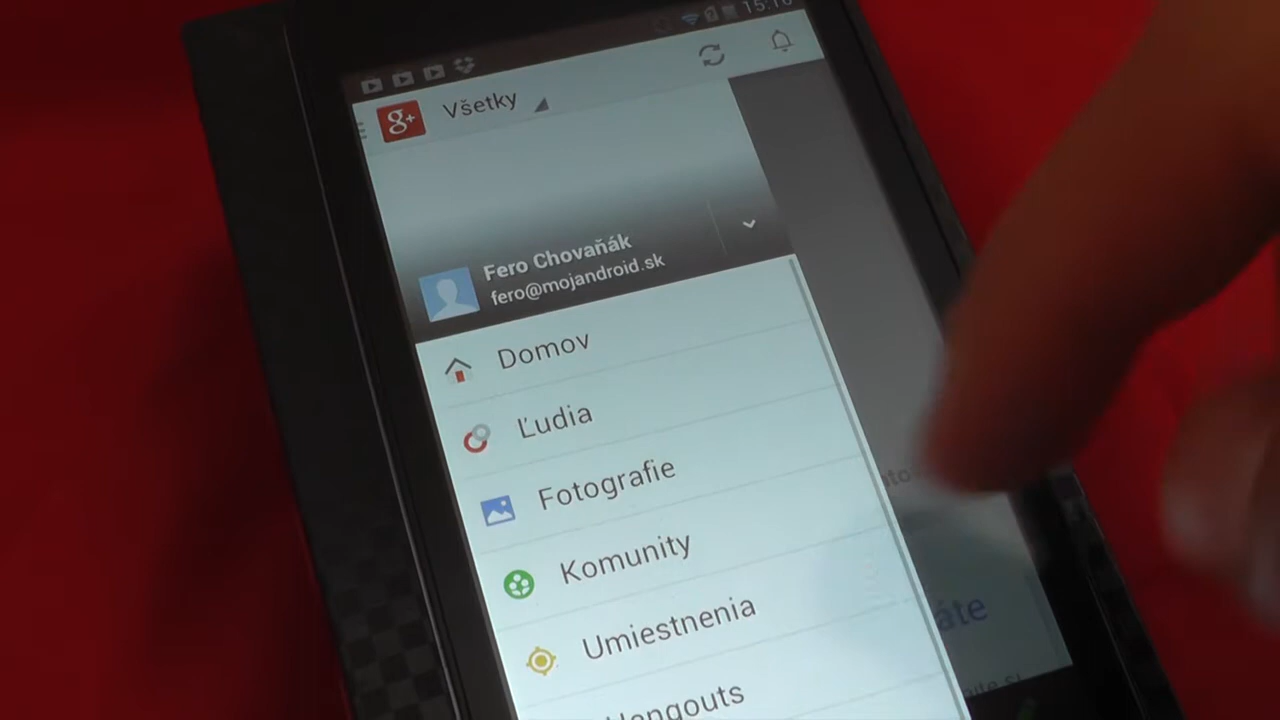 15:10
g+ Všetky
Fero Chovaňák
fero@mojandroid.sk
Domov
Ľudia
Fotografie
Komunity
Umiestnenia
Hangouts